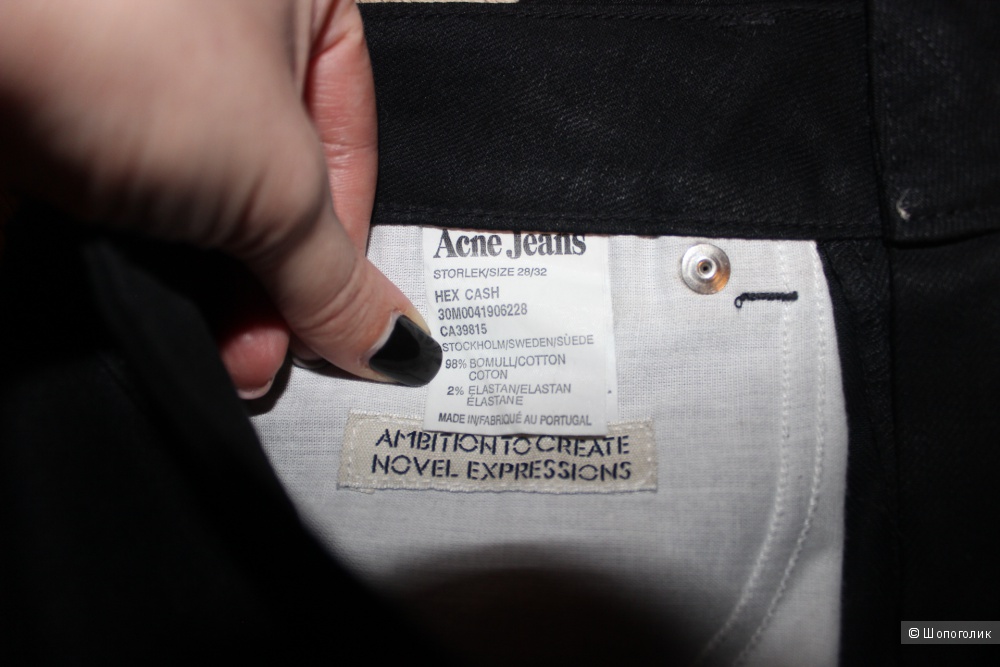 Acne Jeans
STORLEK/SIZE 28/32
HEX CASH
30M0041906228
CA39815
STOCKHOLM/SWEDEN/SUÈDE
98% BOMULL/COTTON
COTON
2% ELASTAN/ELASTAN
ÉLASTANE
MADE IN/FABRIQUÉ AU PORTUGAL
AMBITION TO CREATE
NOVEL EXPRESSIONS
© Шопоголик